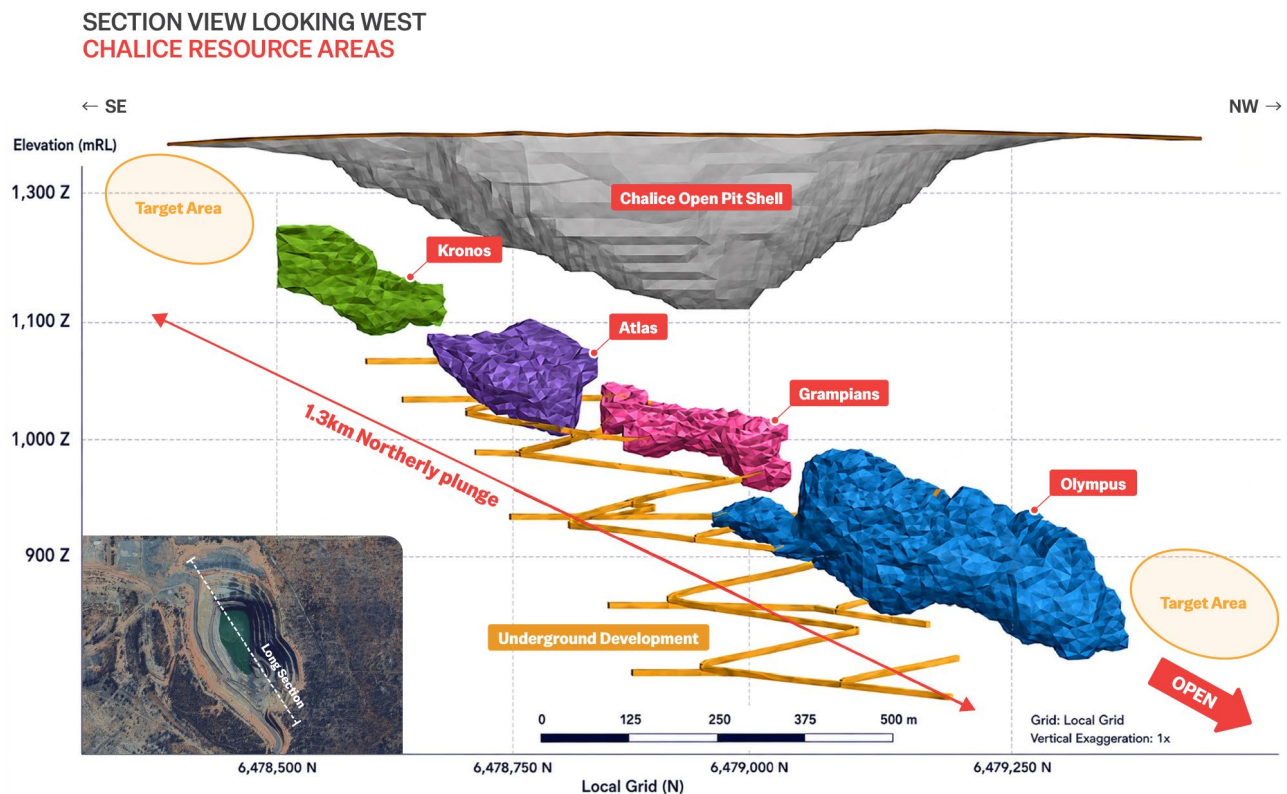 SECTION VIEW LOOKING WEST
CHALICE RESOURCE AREAS
← SE
NW →
Elevation (mRL)
1,300 Z
Target Area
Chalice Open Pit Shell
Kronos
1,100 Z
Atlas
Grampians
1.3km Northerly plunge
1,000 Z
Olympus
900 Z
Target Area
Underground Development
Long Section
OPEN
0 125 250 375 500 m
Grid: Local Grid
Vertical Exaggeration: 1x
6,478,500 N 6,478,750 N 6,479,000 N 6,479,250 N
Local Grid (N)